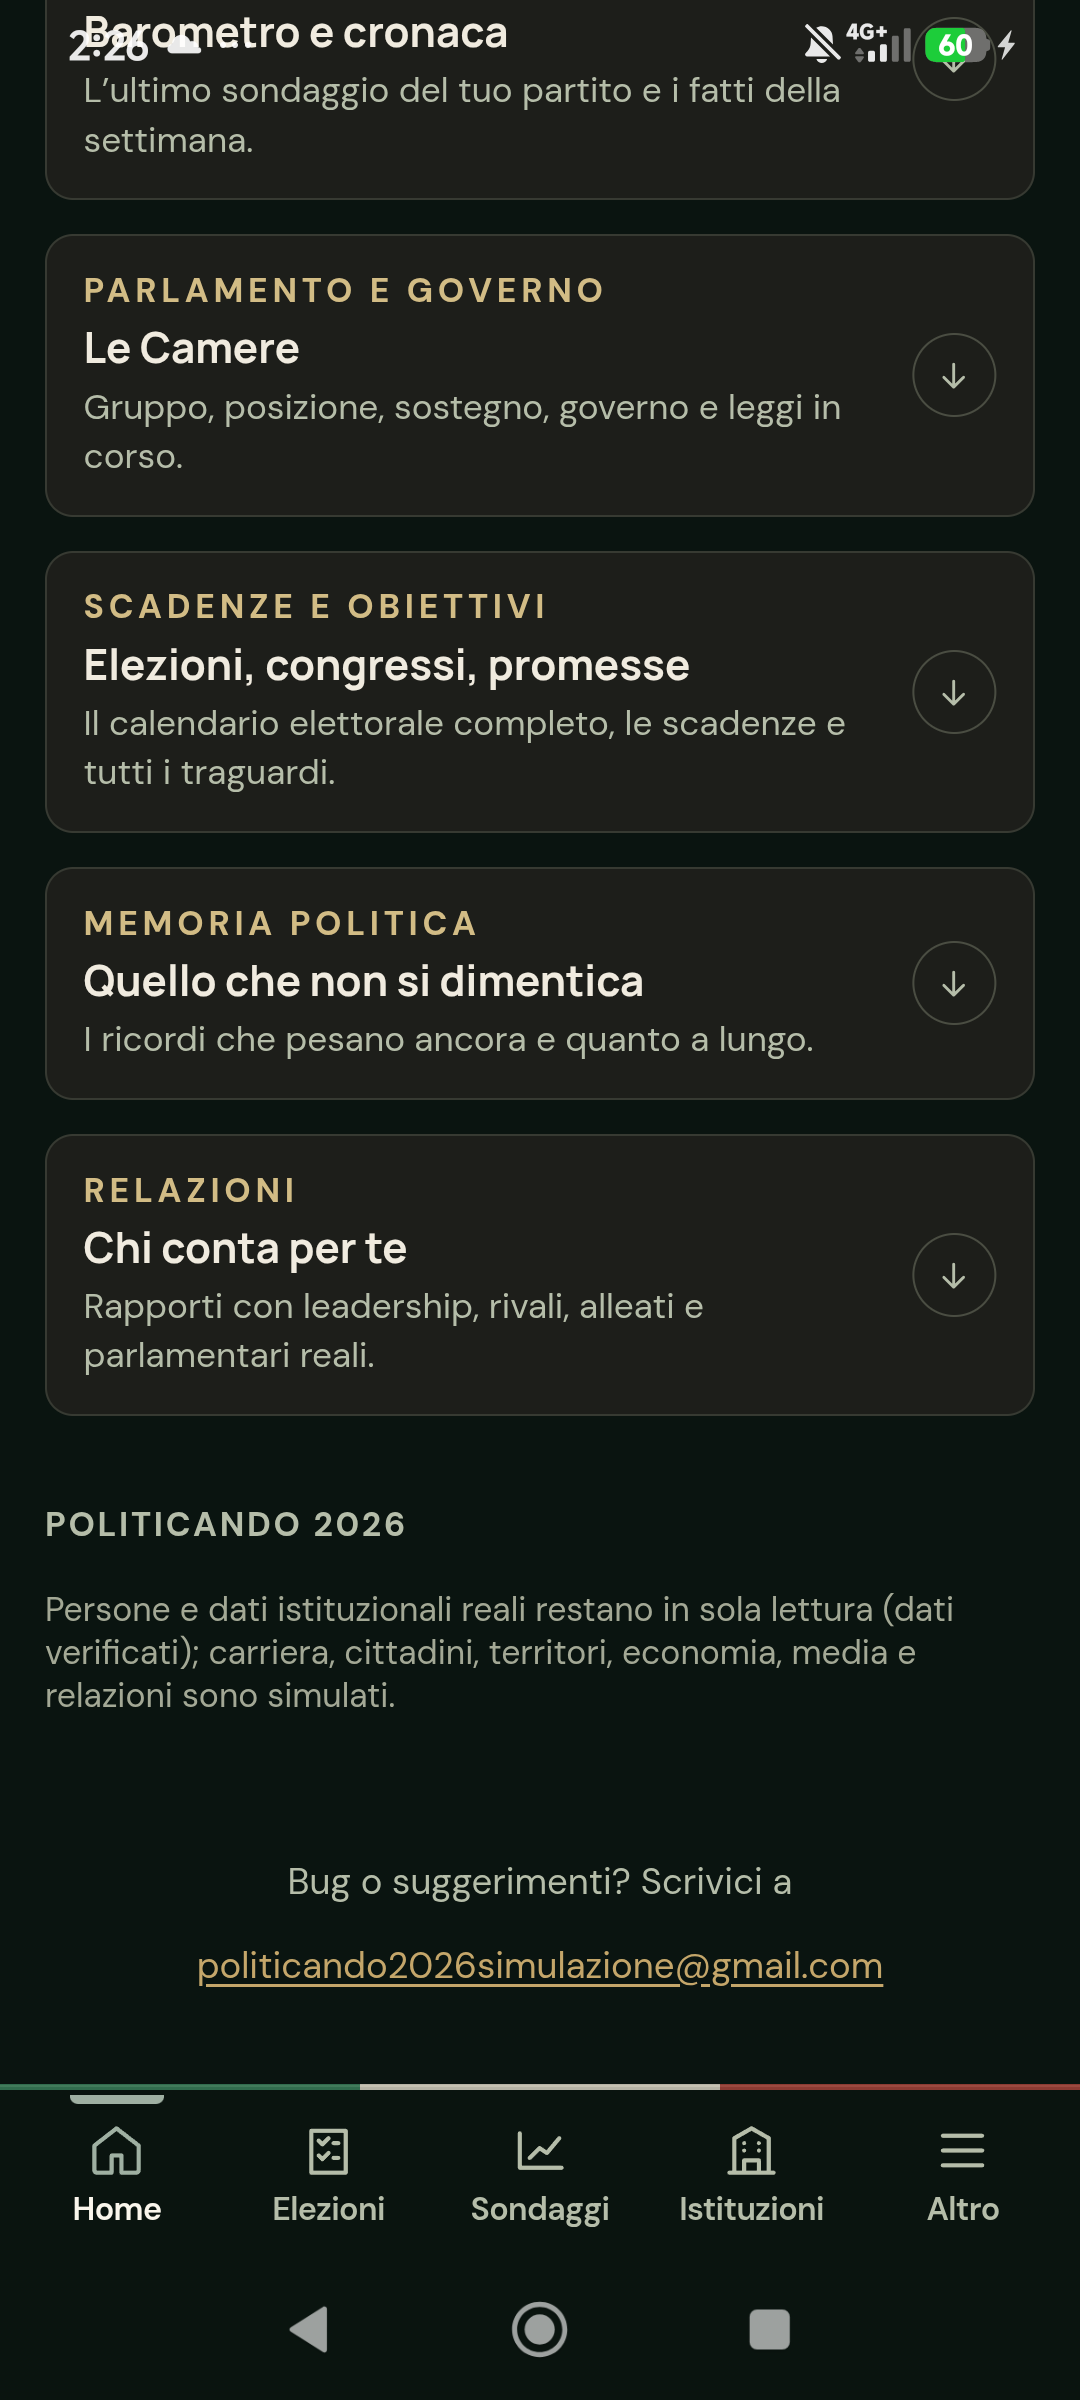 Barometro e cronaca
2:26
4G+
60
L'ultimo sondaggio del tuo partito e i fatti della
settimana.
PARLAMENTO E GOVERNO
Le Camere
Gruppo, posizione, sostegno, governo e leggi in
corso.
SCADENZE E OBIETTIVI
Elezioni, congressi, promesse
Il calendario elettorale completo, le scadenze e
tutti i traguardi.
MEMORIA POLITICA
Quello che non si dimentica
I ricordi che pesano ancora e quanto a lungo.
RELAZIONI
Chi conta per te
Rapporti con leadership, rivali, alleati e
parlamentari reali.
POLITICANDO 2026
Persone e dati istituzionali reali restano in sola lettura (dati
verificati); carriera, cittadini, territori, economia, media e
relazioni sono simulati.
Bug o suggerimenti? Scrivici a
politicando2026simulazione@gmail.com
Home
Elezioni
Sondaggi
Istituzioni
Altro